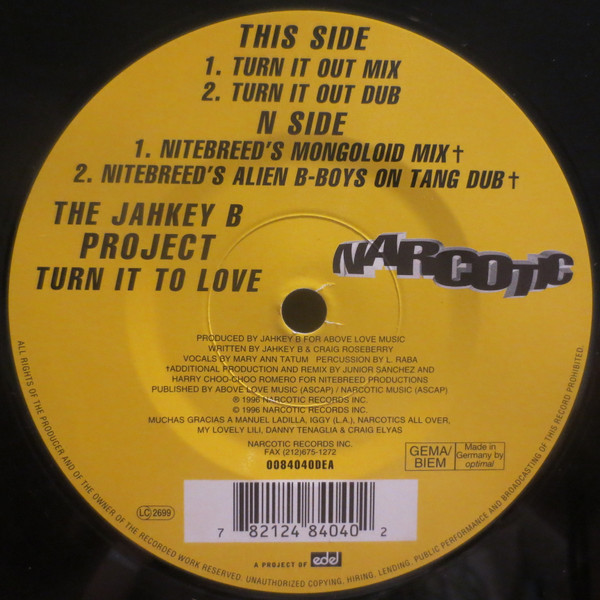 THIS SIDE
1. TURN IT OUT MIX
2. TURN IT OUT DUB
N SIDE
1. NITEBREED'S MONGOLOID MIX†
2. NITEBREED'S ALIEN B-BOYS ON TANG DUB†
THE JAHKEY B
PROJECT
TURN IT TO LOVE
NARCOTIC
PRODUCED BY JAHKEY B FOR ABOVE LOVE MUSIC
WRITTEN BY JAHKEY B & CRAIG ROSEBERRY
VOCALS BY MARY ANN TATUM PERCUSSION BY L. RABA
†ADDITIONAL PRODUCTION AND REMIX BY JUNIOR SANCHEZ AND
HARRY CHOO-CHOO ROMERO FOR NITEBREED PRODUCTIONS
PUBLISHED BY ABOVE LOVE MUSIC (ASCAP) / NARCOTIC MUSIC (ASCAP)
℗ 1996 NARCOTIC RECORDS INC.
© 1996 NARCOTIC RECORDS INC.
MUCHAS GRACIAS A MANUEL LADILLA, IGGY (L.A.), NARCOTICS ALL OVER,
MY LOVELY LILI, DANNY TENAGLIA & CRAIG ELYAS
NARCOTIC RECORDS INC.
FAX (212)675-1272
0084040DEA
GEMA/
BIEM
Made in
Germany by
optimal
LC 2699
7 82124 84040 2
A PROJECT OF edel
ALL RIGHTS OF THE PRODUCER AND OF THE OWNER OF THE RECORDED WORK RESERVED. UNAUTHORIZED COPYING, HIRING, LENDING, PUBLIC PERFORMANCE AND BROADCASTING OF THIS RECORD PROHIBITED.